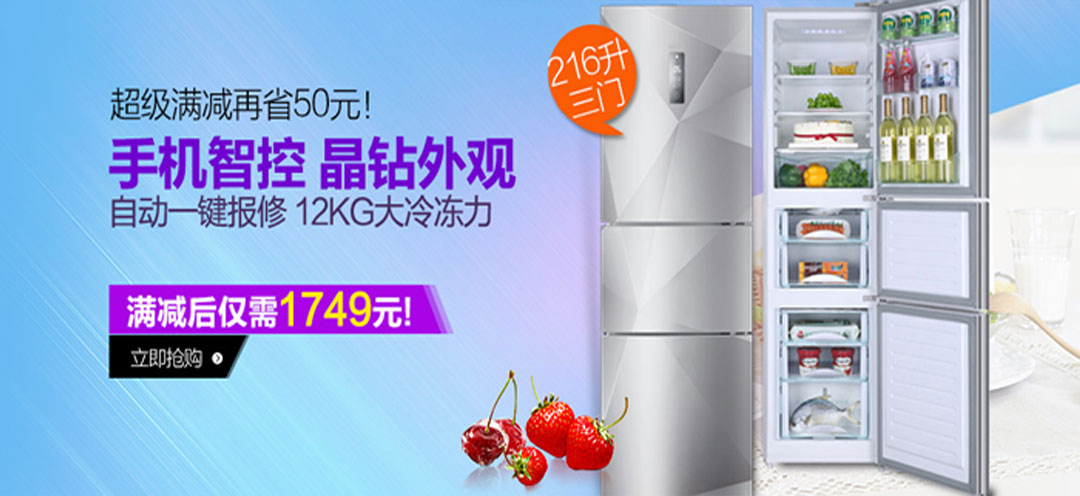 超级满减再省50元!
手机智控 晶钻外观
自动一键报修 12KG大冷冻力
满减后仅需1749元!
立即抢购
216升
三门